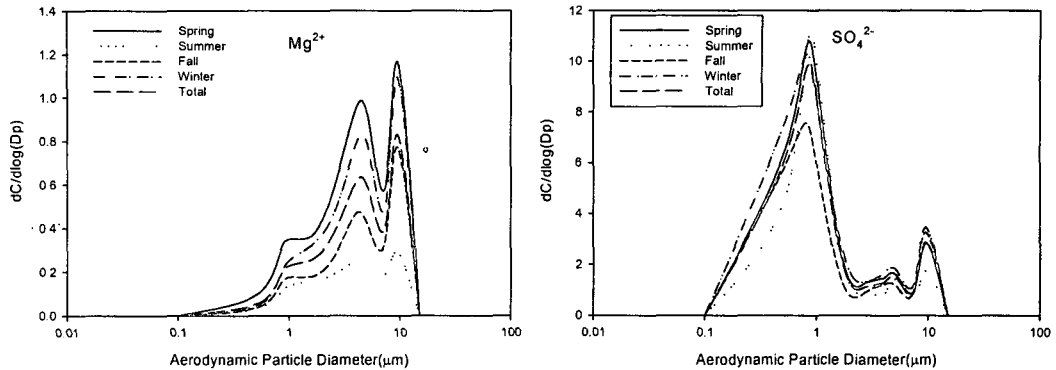 1.4
1.2
1.0
0.8
0.6
0.4
0.2
0.0
dC/dlog(Dp)
Spring
Summer
Fall
Winter
Total
Mg2+
0.01
0.1
1
10
100
Aerodynamic Particle Diameter(μm)
12
10
8
6
4
2
0
dC/dlog(Dp)
Spring
Summer
Fall
Winter
Total
SO42-
0.01
0.1
1
10
100
Aerodynamic Particle Diameter(μm)